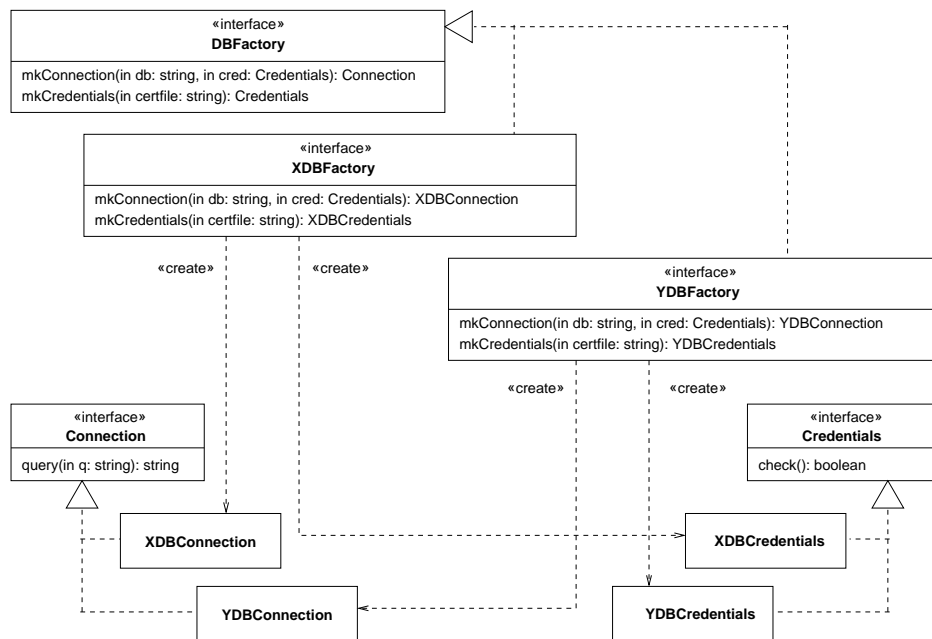 «interface»
DBFactory
mkConnection(in db: string, in cred: Credentials): Connection
mkCredentials(in certfile: string): Credentials
«interface»
XDBFactory
mkConnection(in db: string, in cred: Credentials): XDBConnection
mkCredentials(in certfile: string): XDBCredentials
«create»
«create»
«interface»
YDBFactory
mkConnection(in db: string, in cred: Credentials): YDBConnection
mkCredentials(in certfile: string): YDBCredentials
«create»
«create»
«interface»
Connection
query(in q: string): string
«interface»
Credentials
check(): boolean
XDBConnection
XDBCredentials
YDBConnection
YDBCredentials